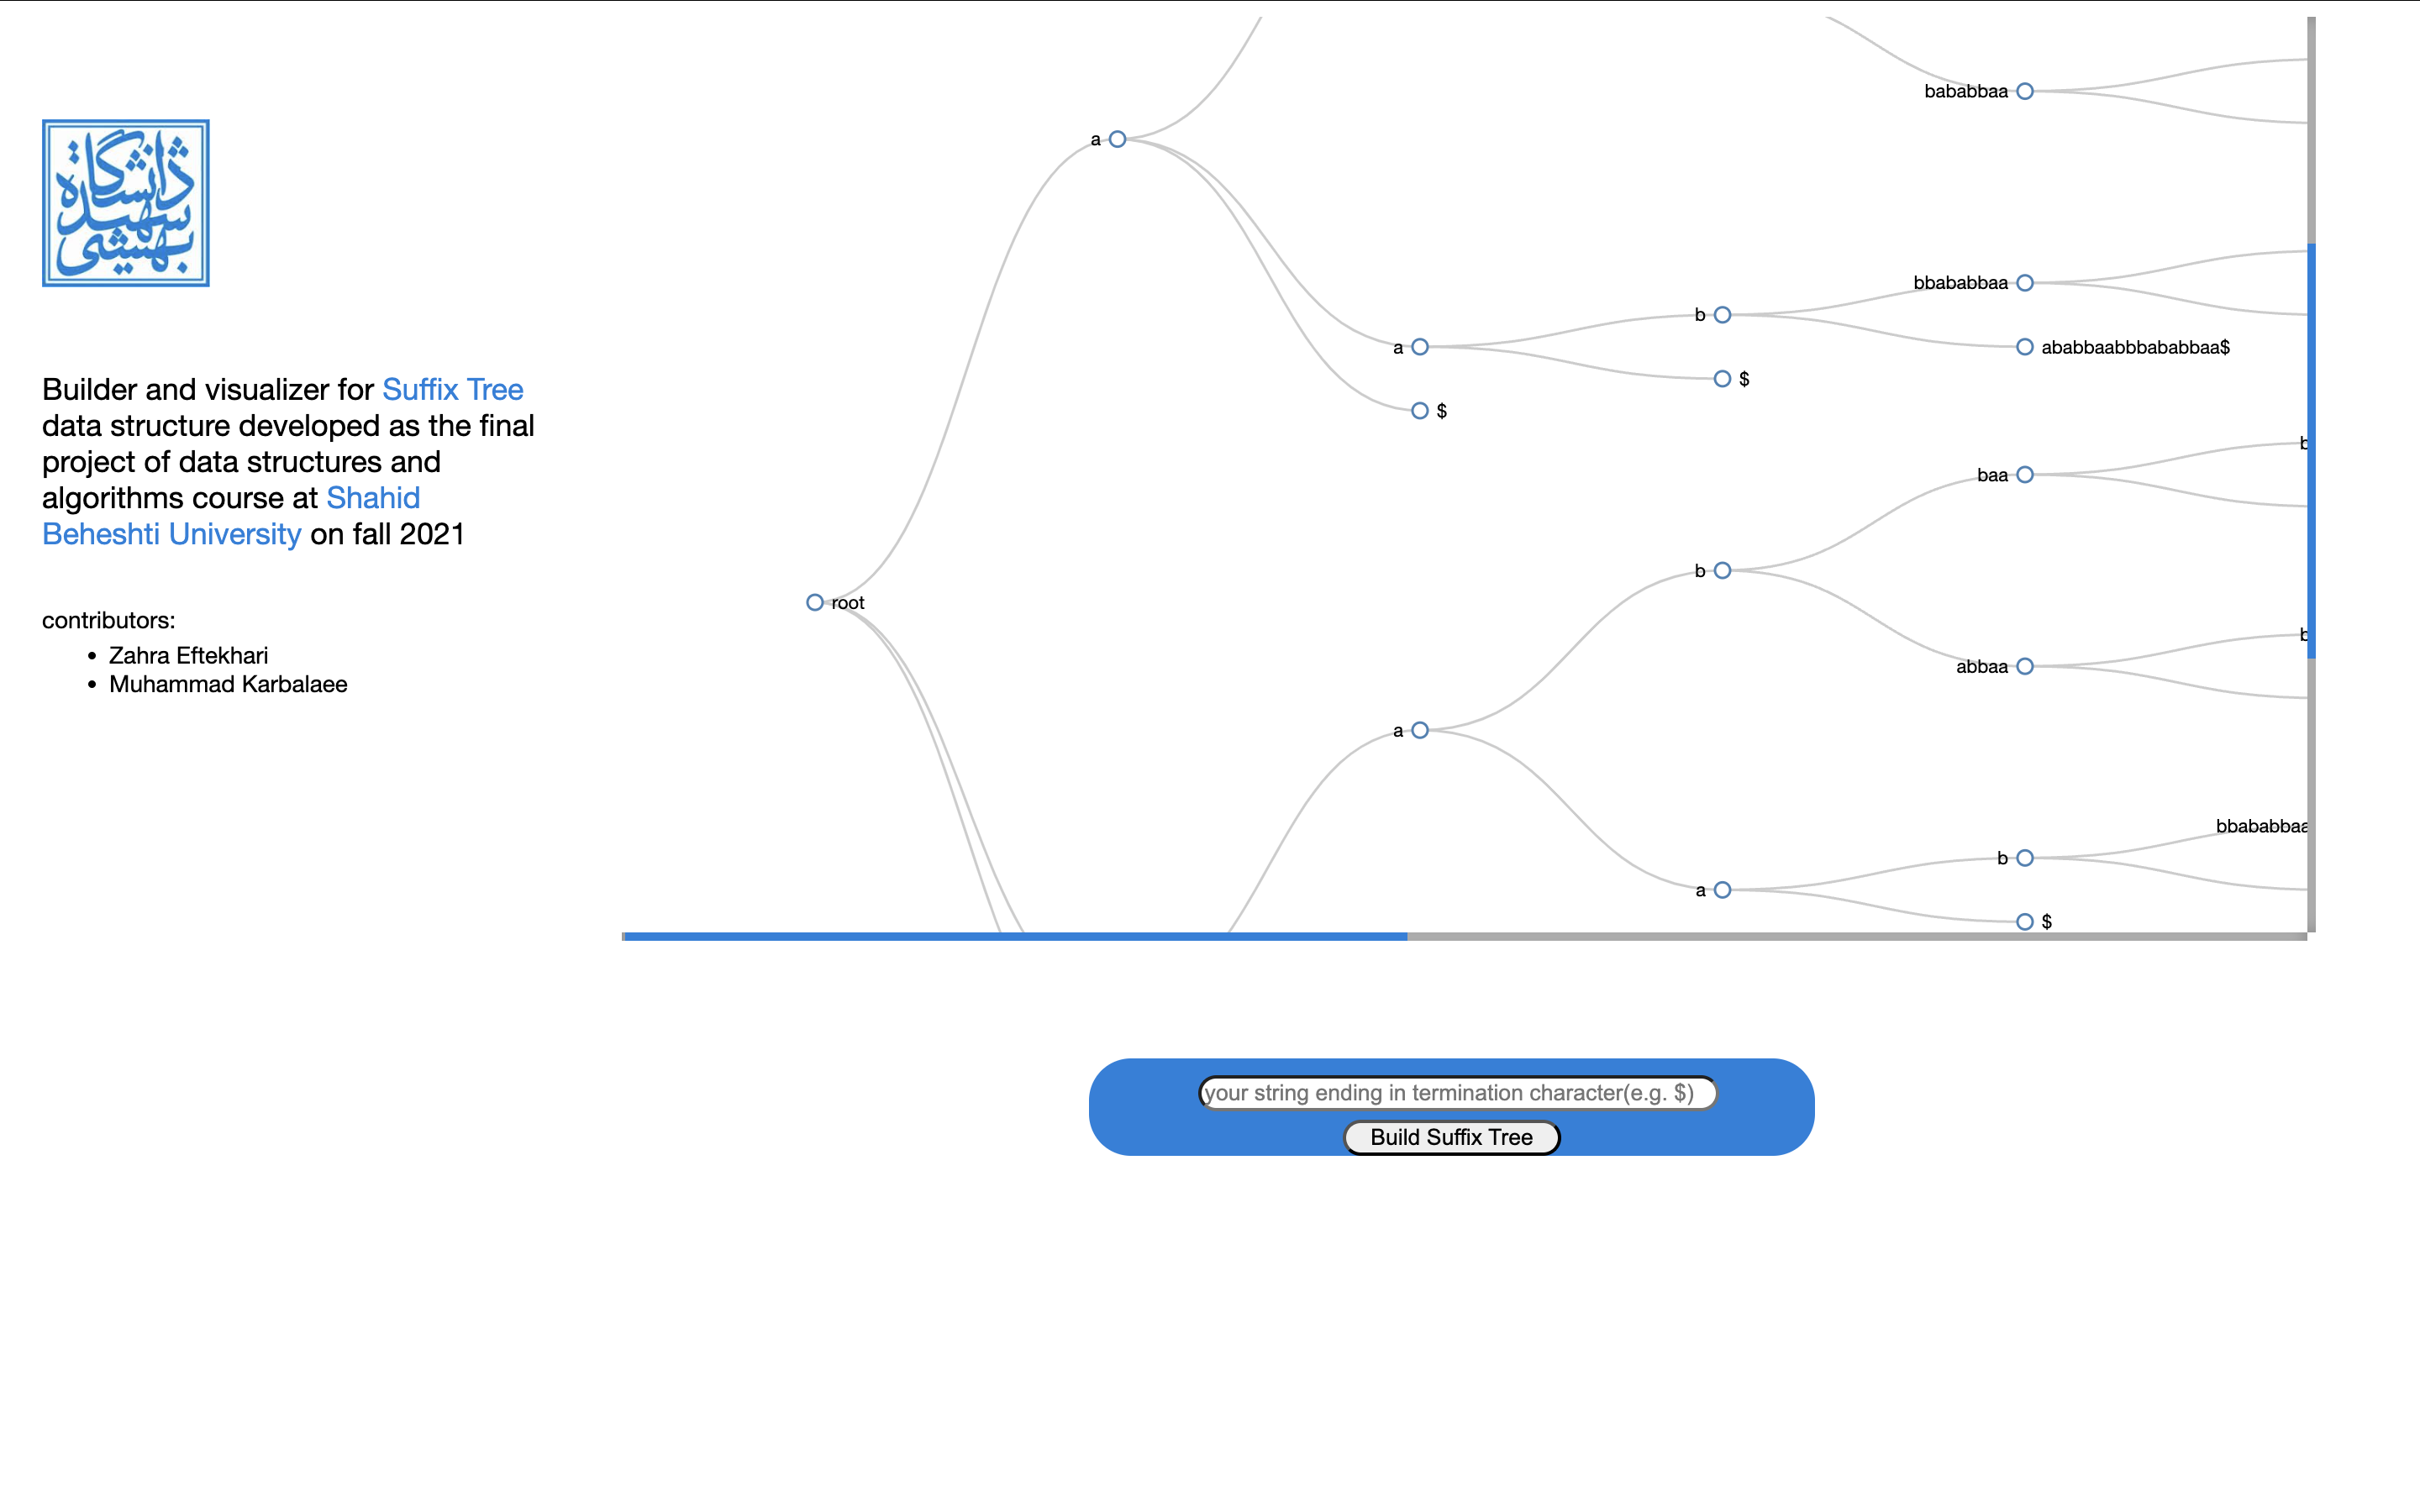 دانشگاه
شهید
بهشتی
Builder and visualizer for Suffix Tree
data structure developed as the final
project of data structures and
algorithms course at Shahid
Beheshti University on fall 2021
contributors:
Zahra Eftekhari
Muhammad Karbalaee
bababbaa
a
bbababbaa
b
a
ababbaabbbababbaa$
$
$
b
baa
b
root
b
abbaa
a
bbababbaa
b
a
$
your string ending in termination character(e.g. $)
Build Suffix Tree